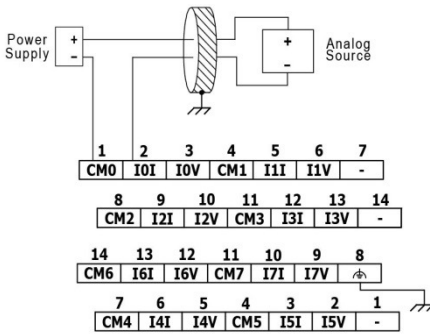 Power Supply
+
-
+
-
Analog Source
1 2 3 4 5 6 7
CM0 I0I I0V CM1 I1I I1V -
8 9 10 11 12 13 14
CM2 I2I I2V CM3 I3I I3V -
14 13 12 11 10 9 8
CM6 I6I I6V CM7 I7I I7V
7 6 5 4 3 2 1
CM4 I4I I4V CM5 I5I I5V -